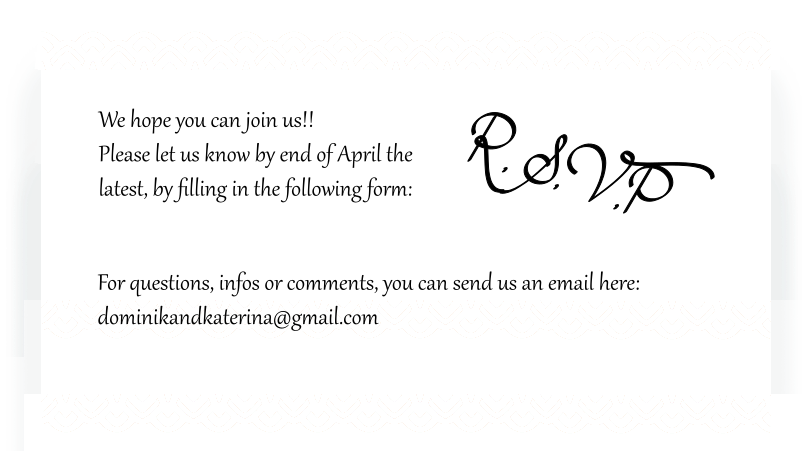 We hope you can join us!!
Please let us know by end of April the
latest, by filling in the following form:
R.S.V.P
For questions, infos or comments, you can send us an email here:
dominikandkaterina@gmail.com